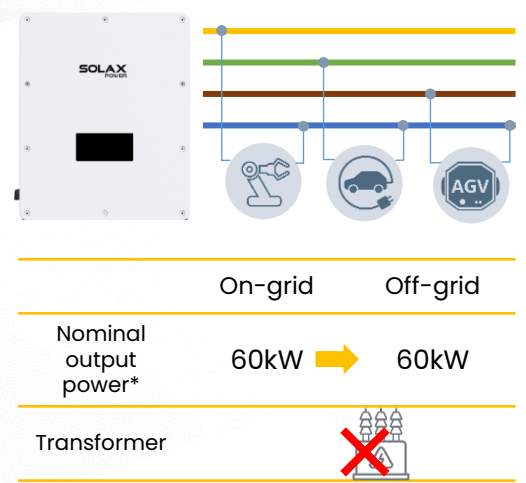 SOLAX
POWER
AGV
On-grid Off-grid
Nominal
output
power*
60kW 60kW
Transformer